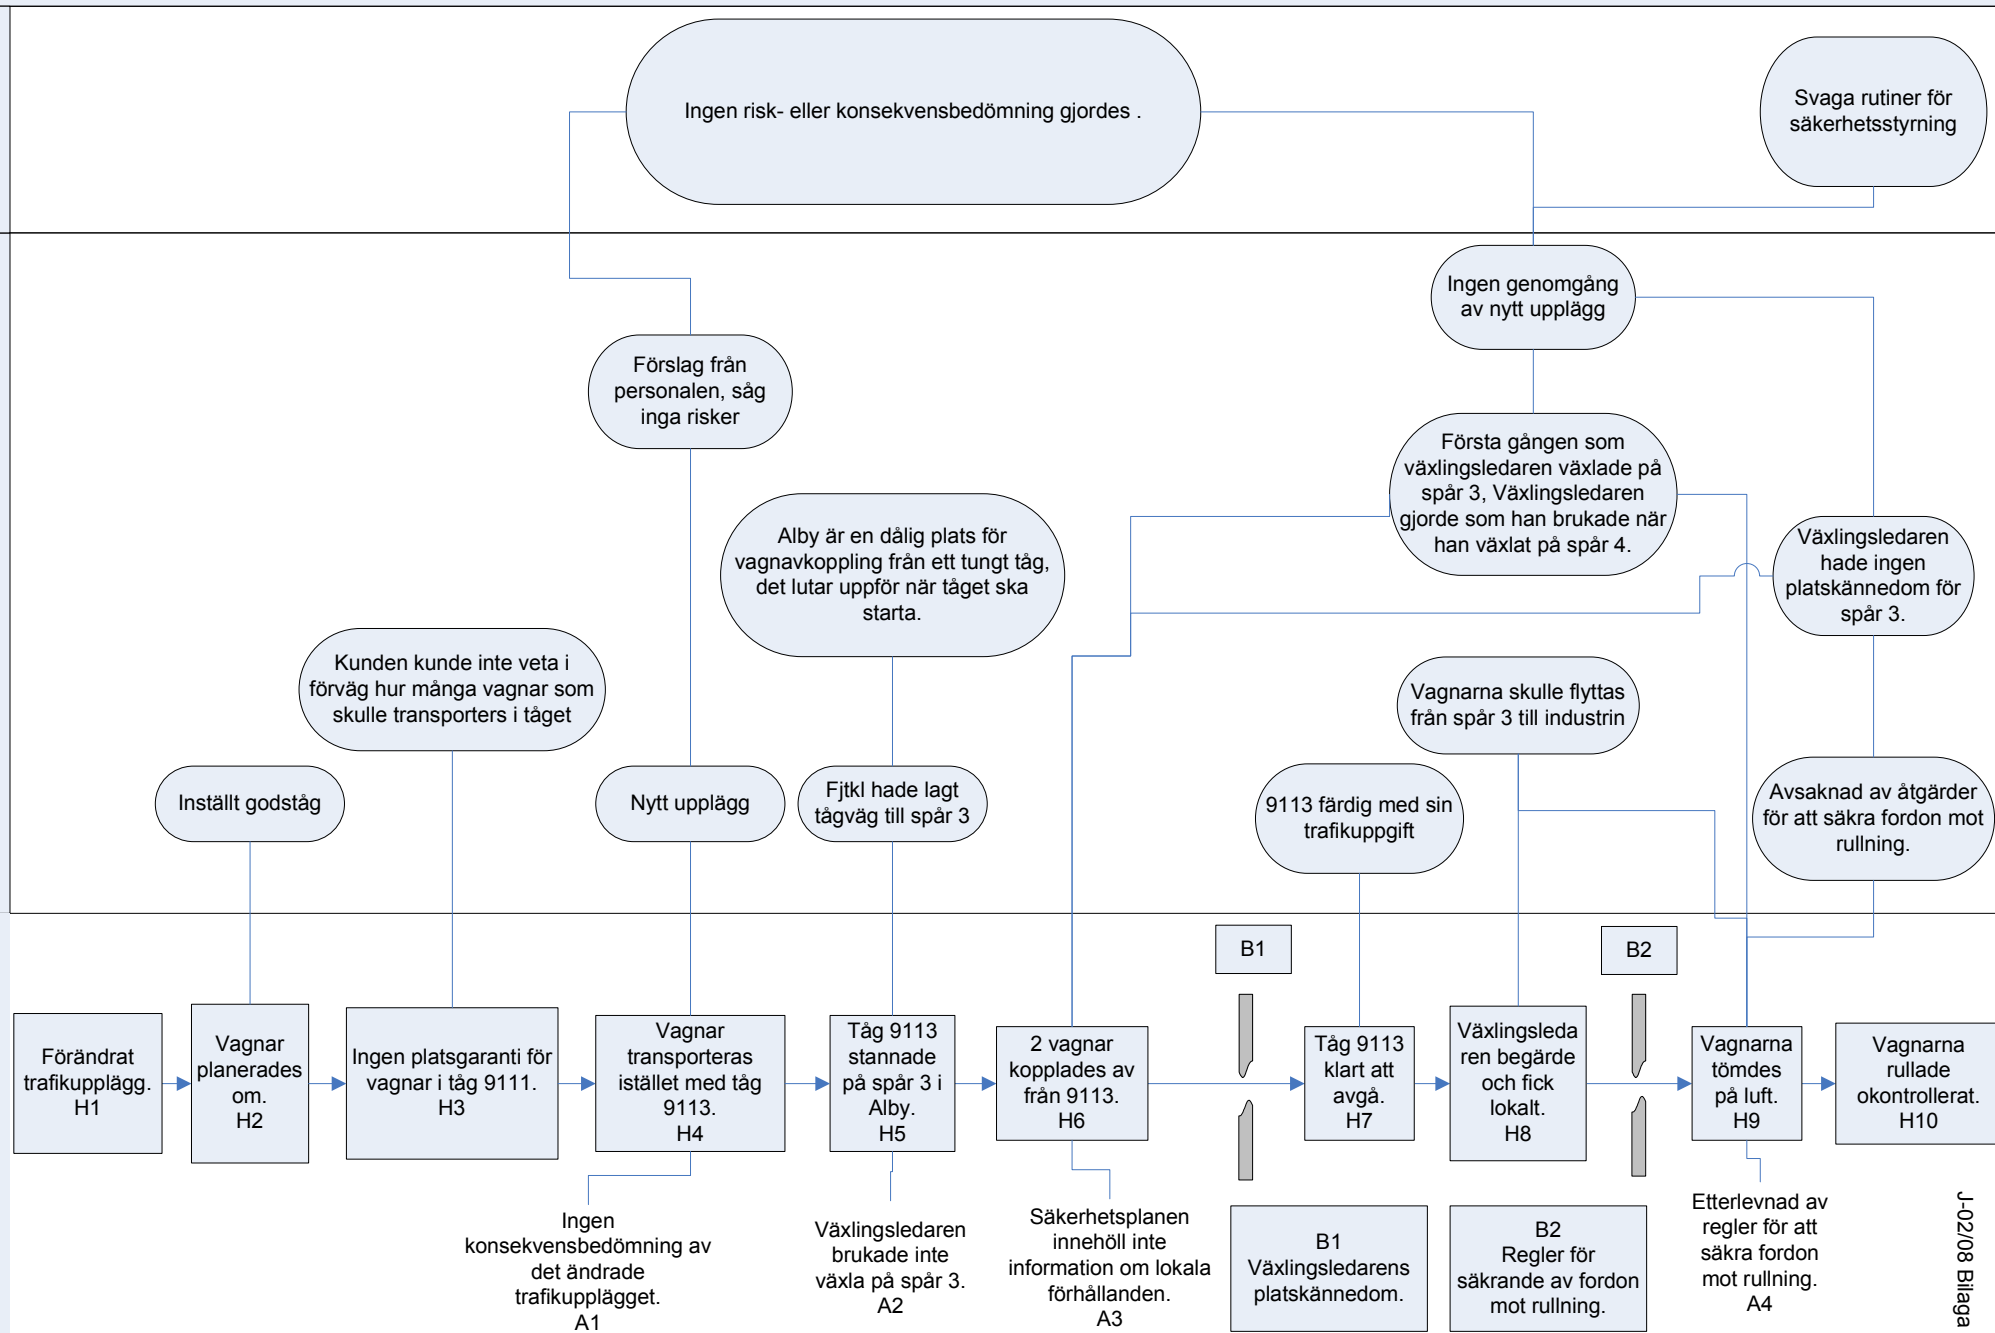 Ingen risk- eller konsekvensbedömning gjordes .
Svaga rutiner för
säkerhetsstyrning
Ingen genomgång
av nytt upplägg
Förslag från
personalen, såg
inga risker
Första gången som
växlingsledaren växlade på
spår 3, Växlingsledaren
gjorde som han brukade när
han växlat på spår 4.
Alby är en dålig plats för
vagnavkoppling från ett tungt tåg,
det lutar uppför när tåget ska
starta.
Växlingsledaren
hade ingen
platskännedom för
spår 3.
Kunden kunde inte veta i
förväg hur många vagnar som
skulle transporters i tåget
Vagnarna skulle flyttas
från spår 3 till industrin
Inställt godståg
Nytt upplägg
Fjtkl hade lagt
tågväg till spår 3
9113 färdig med sin
trafikuppgift
Avsaknad av åtgärder
för att säkra fordon mot
rullning.
B1
B2
Förändrat
trafikupplägg.
H1
Vagnar
planerades
om.
H2
Ingen platsgaranti för
vagnar i tåg 9111.
H3
Vagnar
transporteras
istället med tåg
9113.
H4
Tåg 9113
stannade
på spår 3 i
Alby.
H5
2 vagnar
kopplades av
från 9113.
H6
Tåg 9113
klart att
avgå.
H7
Växlingsleda
ren begärde
och fick
lokalt.
H8
Vagnarna
tömdes
på luft.
H9
Vagnarna
rullade
okontrollerat.
H10
Ingen
konsekvensbedömning av
det ändrade
trafikupplägget.
A1
Växlingsledaren
brukade inte
växla på spår 3.
A2
Säkerhetsplanen
innehöll inte
information om lokala
förhållanden.
A3
B1
Växlingsledarens
platskännedom.
B2
Regler för
säkrande av fordon
mot rullning.
Etterlevnad av
regler för att
säkra fordon
mot rullning.
A4
J-02/08 Bilaga